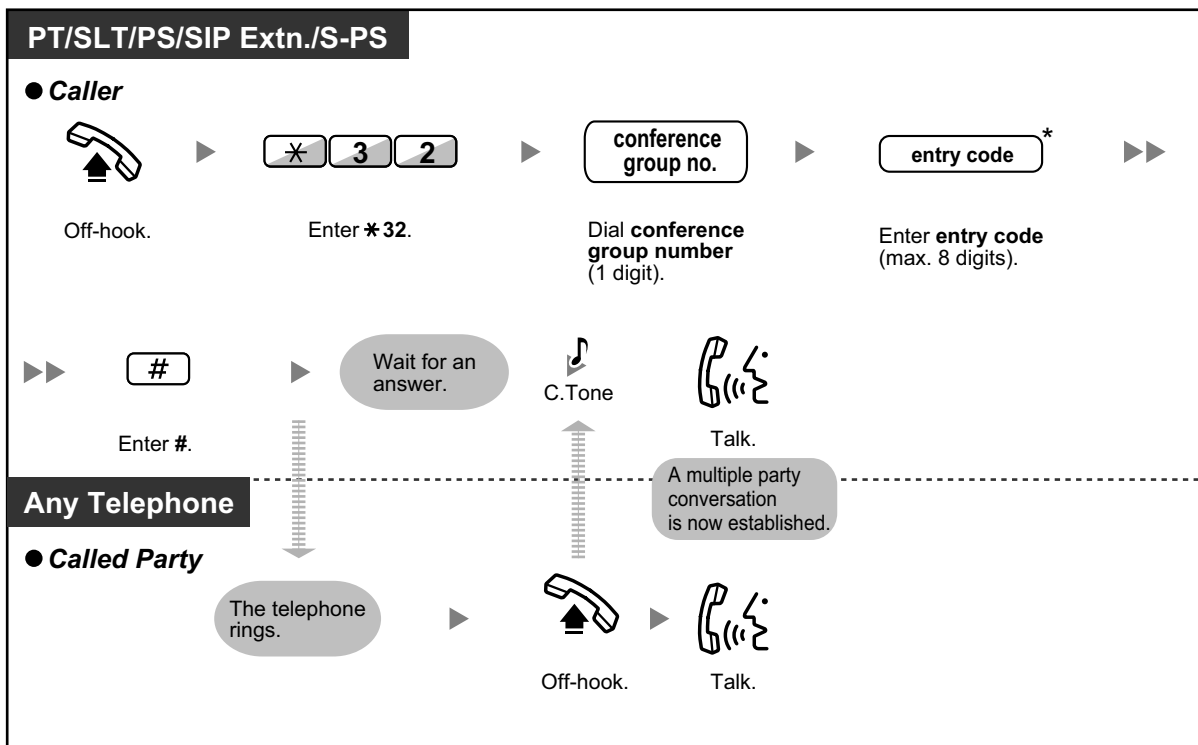 PT/SLT/PS/SIP Extn./S-PS
● Caller
* 3 2
conference
group no.
entry code*
Off-hook.
Enter *32.
Dial conference
group number
(1 digit).
Enter entry code
(max. 8 digits).
#
Wait for an
answer.
C.Tone
Enter #.
Talk.
A multiple party
conversation
is now established.
Any Telephone
● Called Party
The telephone
rings.
Off-hook.
Talk.